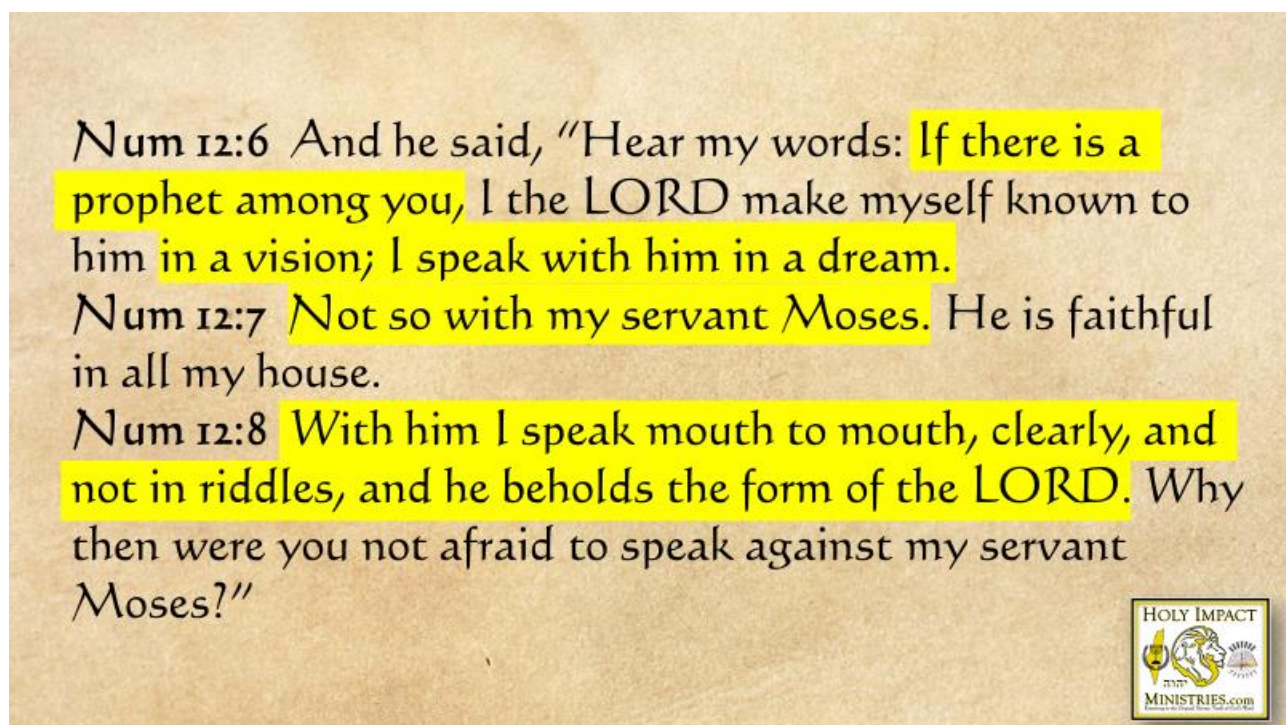 Num 12:6 And he said, "Hear my words: If there is a
prophet among you, I the LORD make myself known to
him in a vision; I speak with him in a dream.
Num 12:7 Not so with my servant Moses. He is faithful
in all my house.
Num 12:8 With him I speak mouth to mouth, clearly, and
not in riddles, and he beholds the form of the LORD. Why
then were you not afraid to speak against my servant
Moses?"
HOLY IMPACT
יהוה
MINISTRIES.com